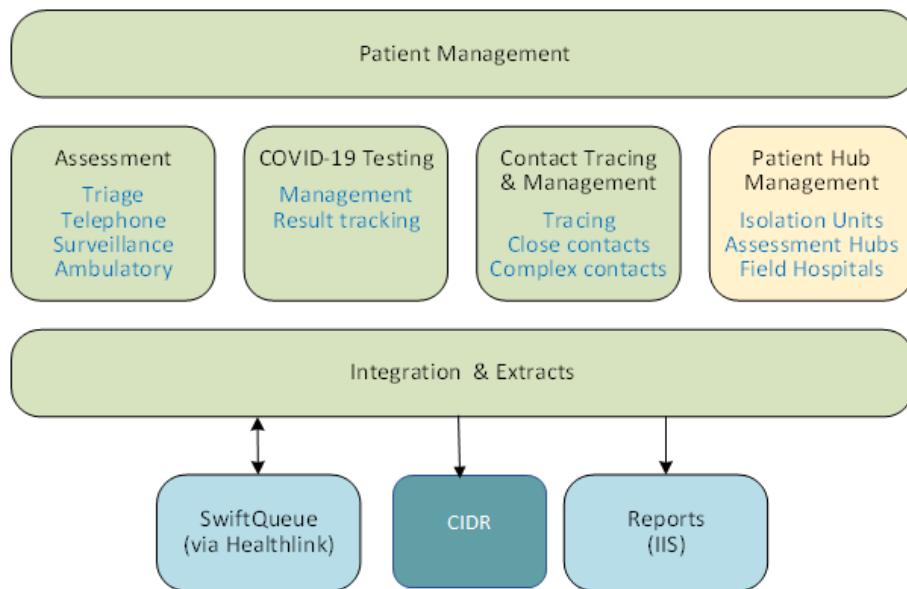 Patient Management
Assessment
Triage
Telephone
Surveillance
Ambulatory
COVID-19 Testing
Management
Result tracking
Contact Tracing
& Management
Tracing
Close contacts
Complex contacts
Patient Hub
Management
Isolation Units
Assessment Hubs
Field Hospitals
Integration & Extracts
SwiftQueue
(via Healthlink)
CIDR
Reports
(IIS)